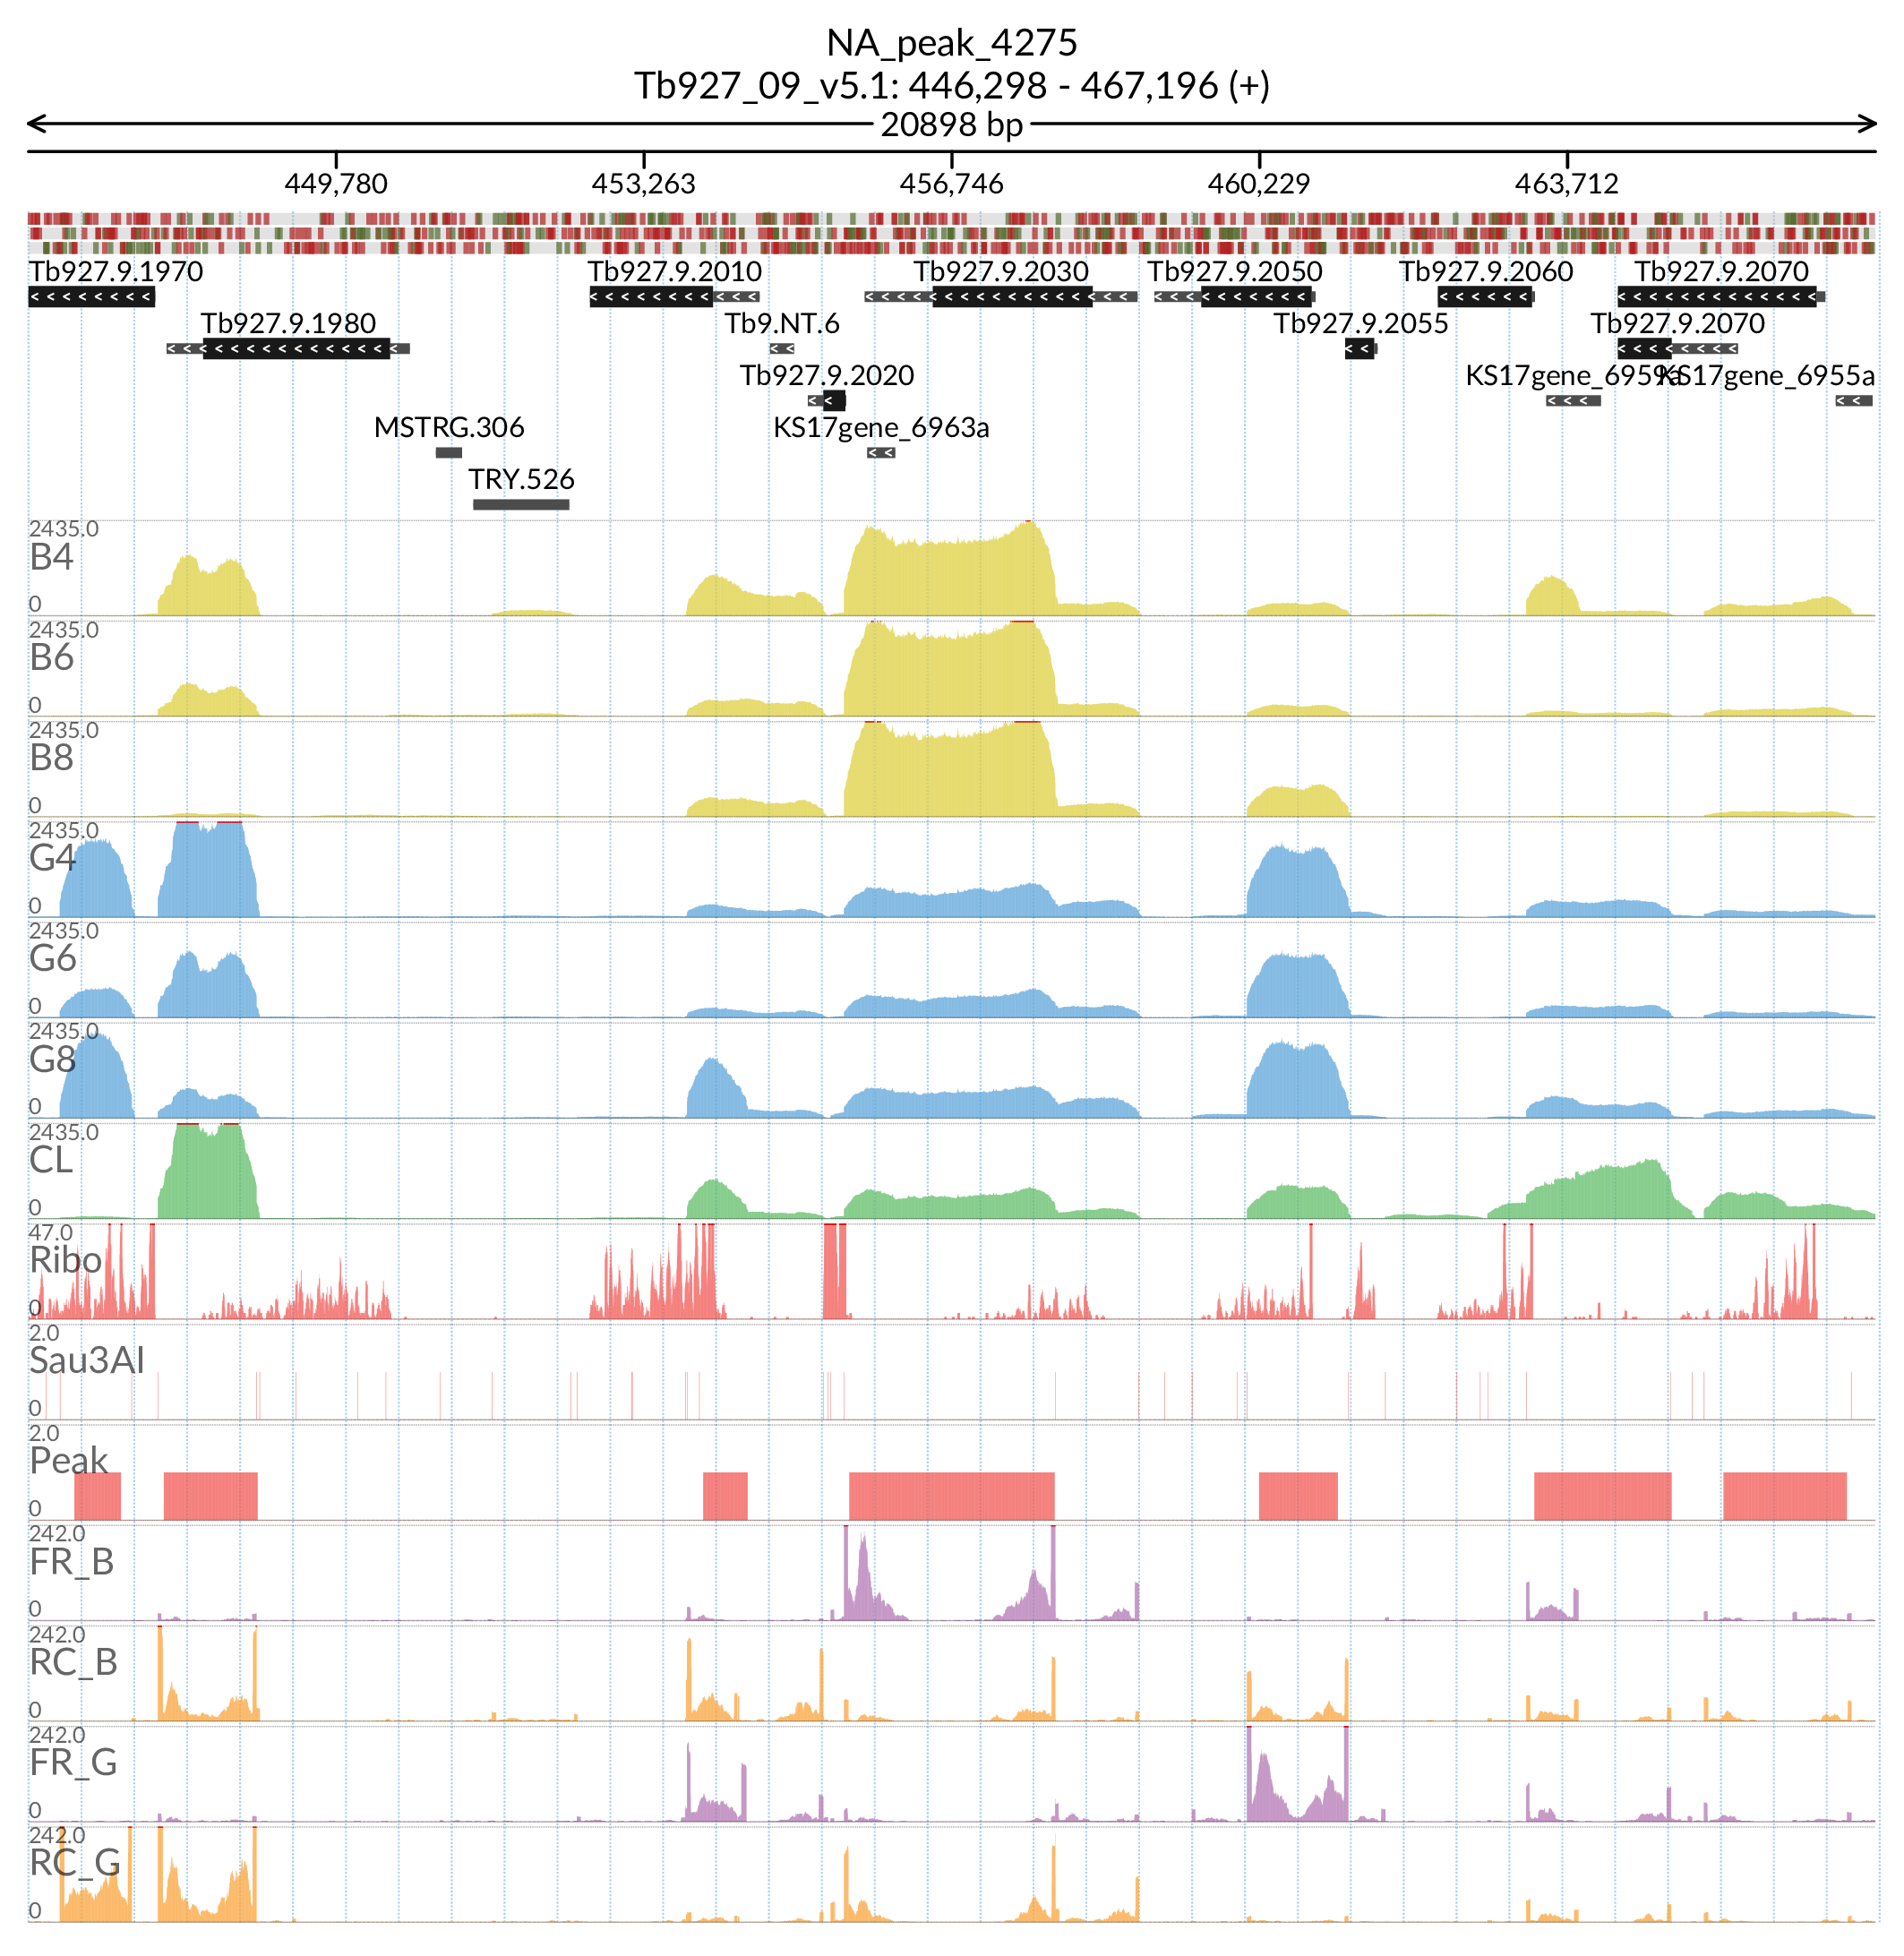 NA_peak_4275
Tb927_09_v5.1: 446,298 - 467,196 (+)
20898 bp
449,780 453,263 456,746 460,229 463,712
Tb927.9.1970 Tb927.9.2010 Tb927.9.2030 Tb927.9.2050 Tb927.9.2060 Tb927.9.2070
Tb927.9.1980 Tb9.NT.6 Tb927.9.2055 Tb927.9.2070
Tb927.9.2020 KS17gene_6959a KS17gene_6955a
MSTRG.306 KS17gene_6963a
TRY.526
2435.0
B4
0
2435.0
B6
0
2435.0
B8
0
2435.0
G4
0
2435.0
G6
0
2435.0
G8
0
2435.0
CL
0
47.0
Ribo
0
2.0
Sau3AI
0
2.0
Peak
0
242.0
FR_B
0
242.0
RC_B
0
242.0
FR_G
0
242.0
RC_G
0